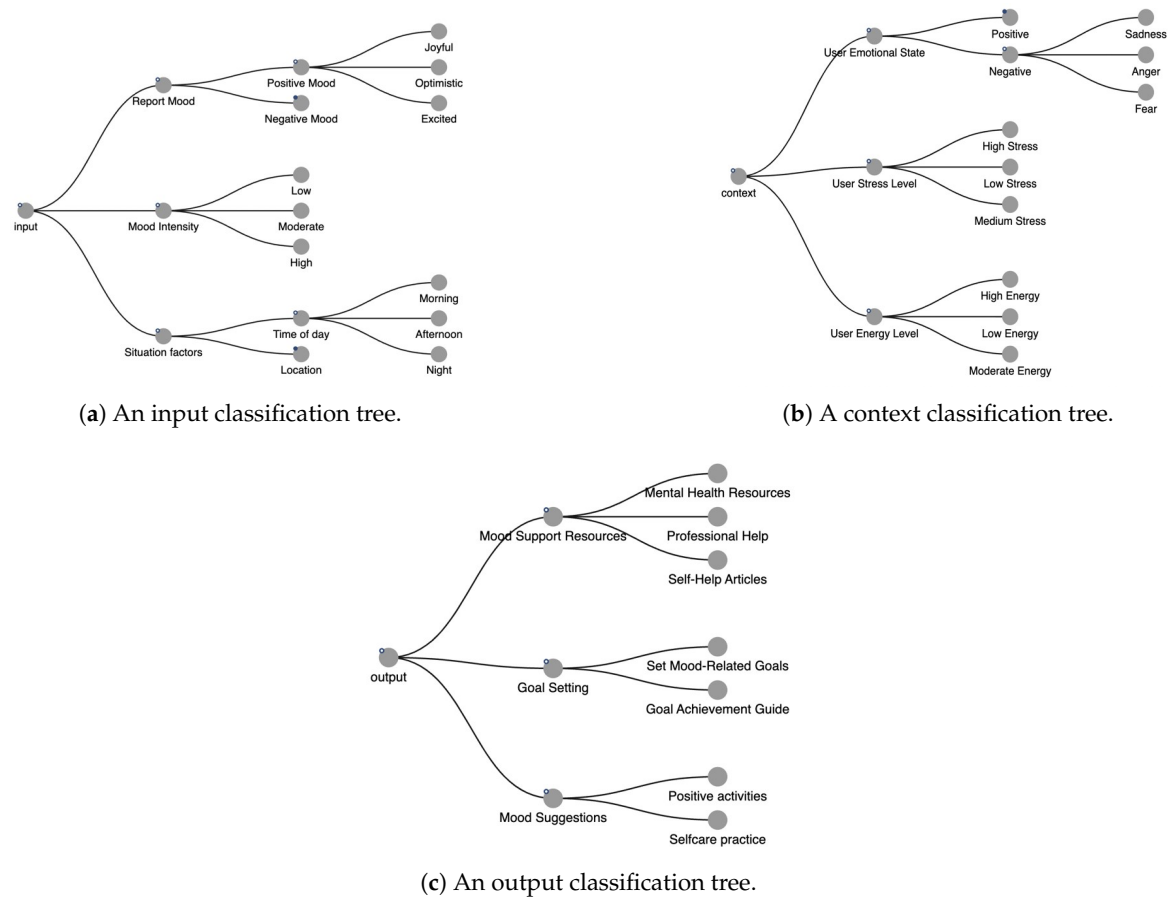 Joyful
Positive Mood
Optimistic
Report Mood
Negative Mood
Excited
Low
input
Mood Intensity
Moderate
High
Morning
Time of day
Afternoon
Situation factors
Location
Night
(a) An input classification tree.
Positive
Sadness
User Emotional State
Negative
Anger
Fear
High Stress
context
User Stress Level
Low Stress
Medium Stress
High Energy
User Energy Level
Low Energy
Moderate Energy
(b) A context classification tree.
Mental Health Resources
Mood Support Resources
Professional Help
Self-Help Articles
output
Set Mood-Related Goals
Goal Setting
Goal Achievement Guide
Positive activities
Mood Suggestions
Selfcare practice
(c) An output classification tree.